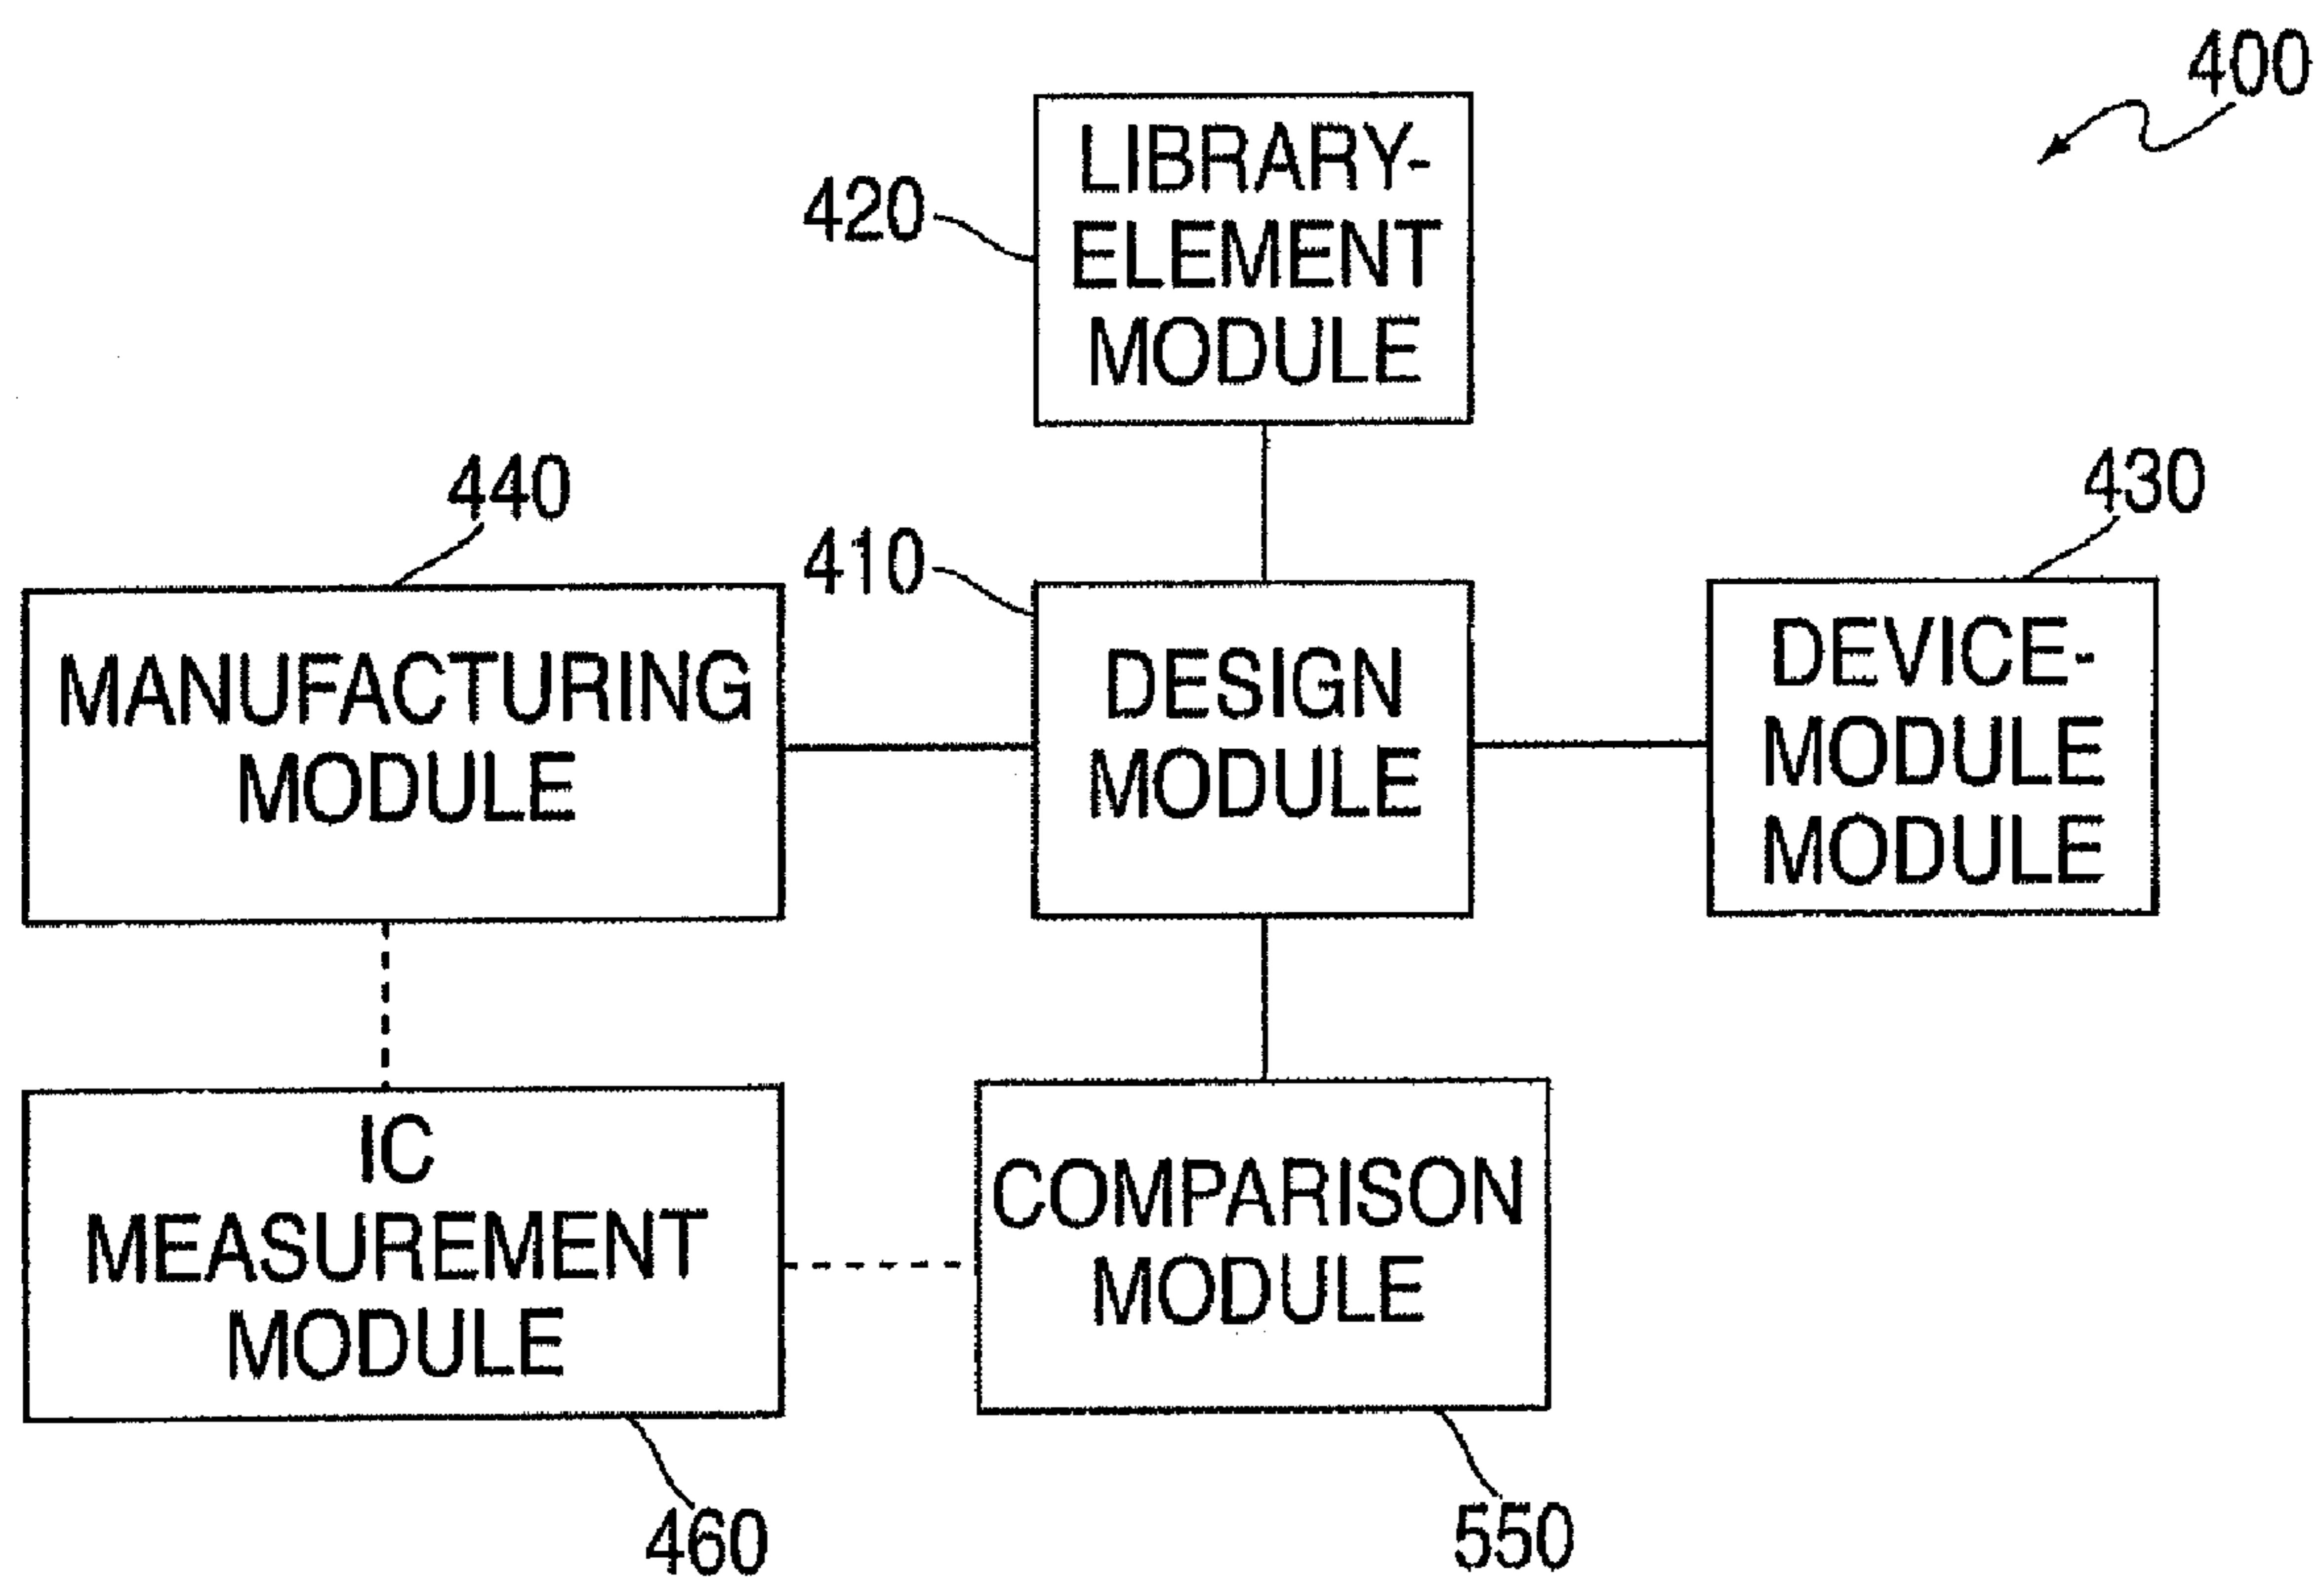 400
LIBRARY-
ELEMENT
MODULE
420
440
410
430
MANUFACTURING
MODULE
DESIGN
MODULE
DEVICE-
MODULE
MODULE
IC
MEASUREMENT
MODULE
COMPARISON
MODULE
460
550